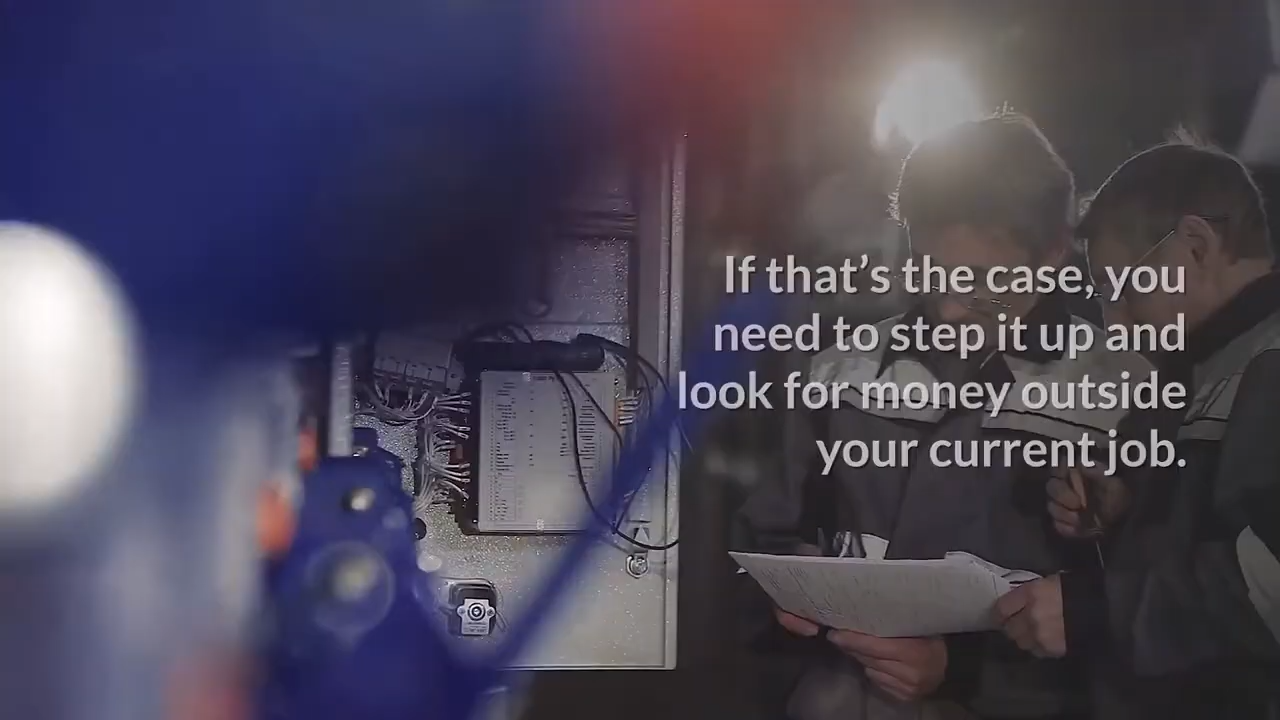 If that’s the case, you
need to step it up and
look for money outside
your current job.